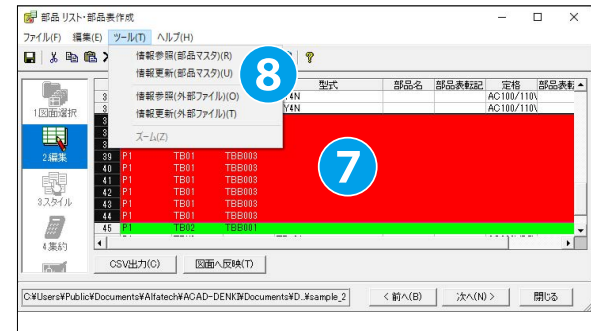 部品 リスト・部品表作成
ファイル(F) 編集(E) ツール(T) ヘルプ(H)
情報参照(部品マスタ)(R)
情報更新(部品マスタ)(U)
情報参照(外部ファイル)(O)
情報更新(外部ファイル)(T)
ズーム(Z)
8
型式 部品名 部品表転記 定格 部品表転
3 Y4N AC100/110\
3 Y4N AC100/110\
3
3
3
39 P1 TB01 TBB003
40 P1 TB01 TBB003
41 P1 TB01 TBB003
42 P1 TB01 TBB003
43 P1 TB01 TBB003
44 P1 TB01 TBB003
45 P1 TB02 TBB001
7
1図面選択
2.編集
3.スタイル
4.集約
CSV出力(C) 図面へ反映(T)
C:¥Users¥Public¥Documents¥Alfatech¥ACAD-DENKI¥Documents¥D..¥sample_2 < 前へ(B) 次へ(N) > 閉じる